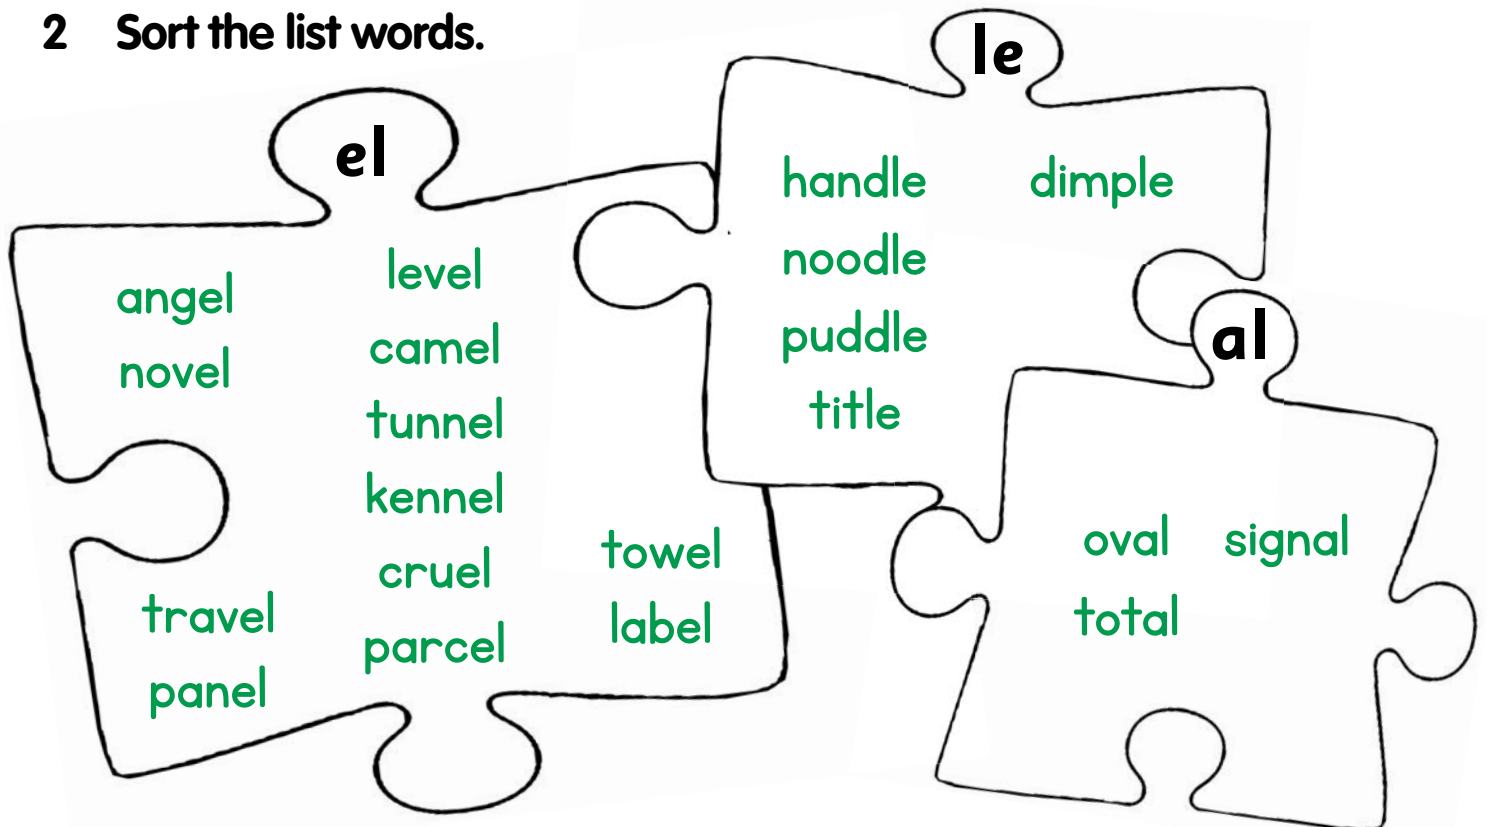 2 Sort the list words.
el
angel
novel
travel
panel
level
camel
tunnel
kennel
cruel
parcel
towel
label
le
handle dimple
noodle
puddle
title
al
oval signal
total